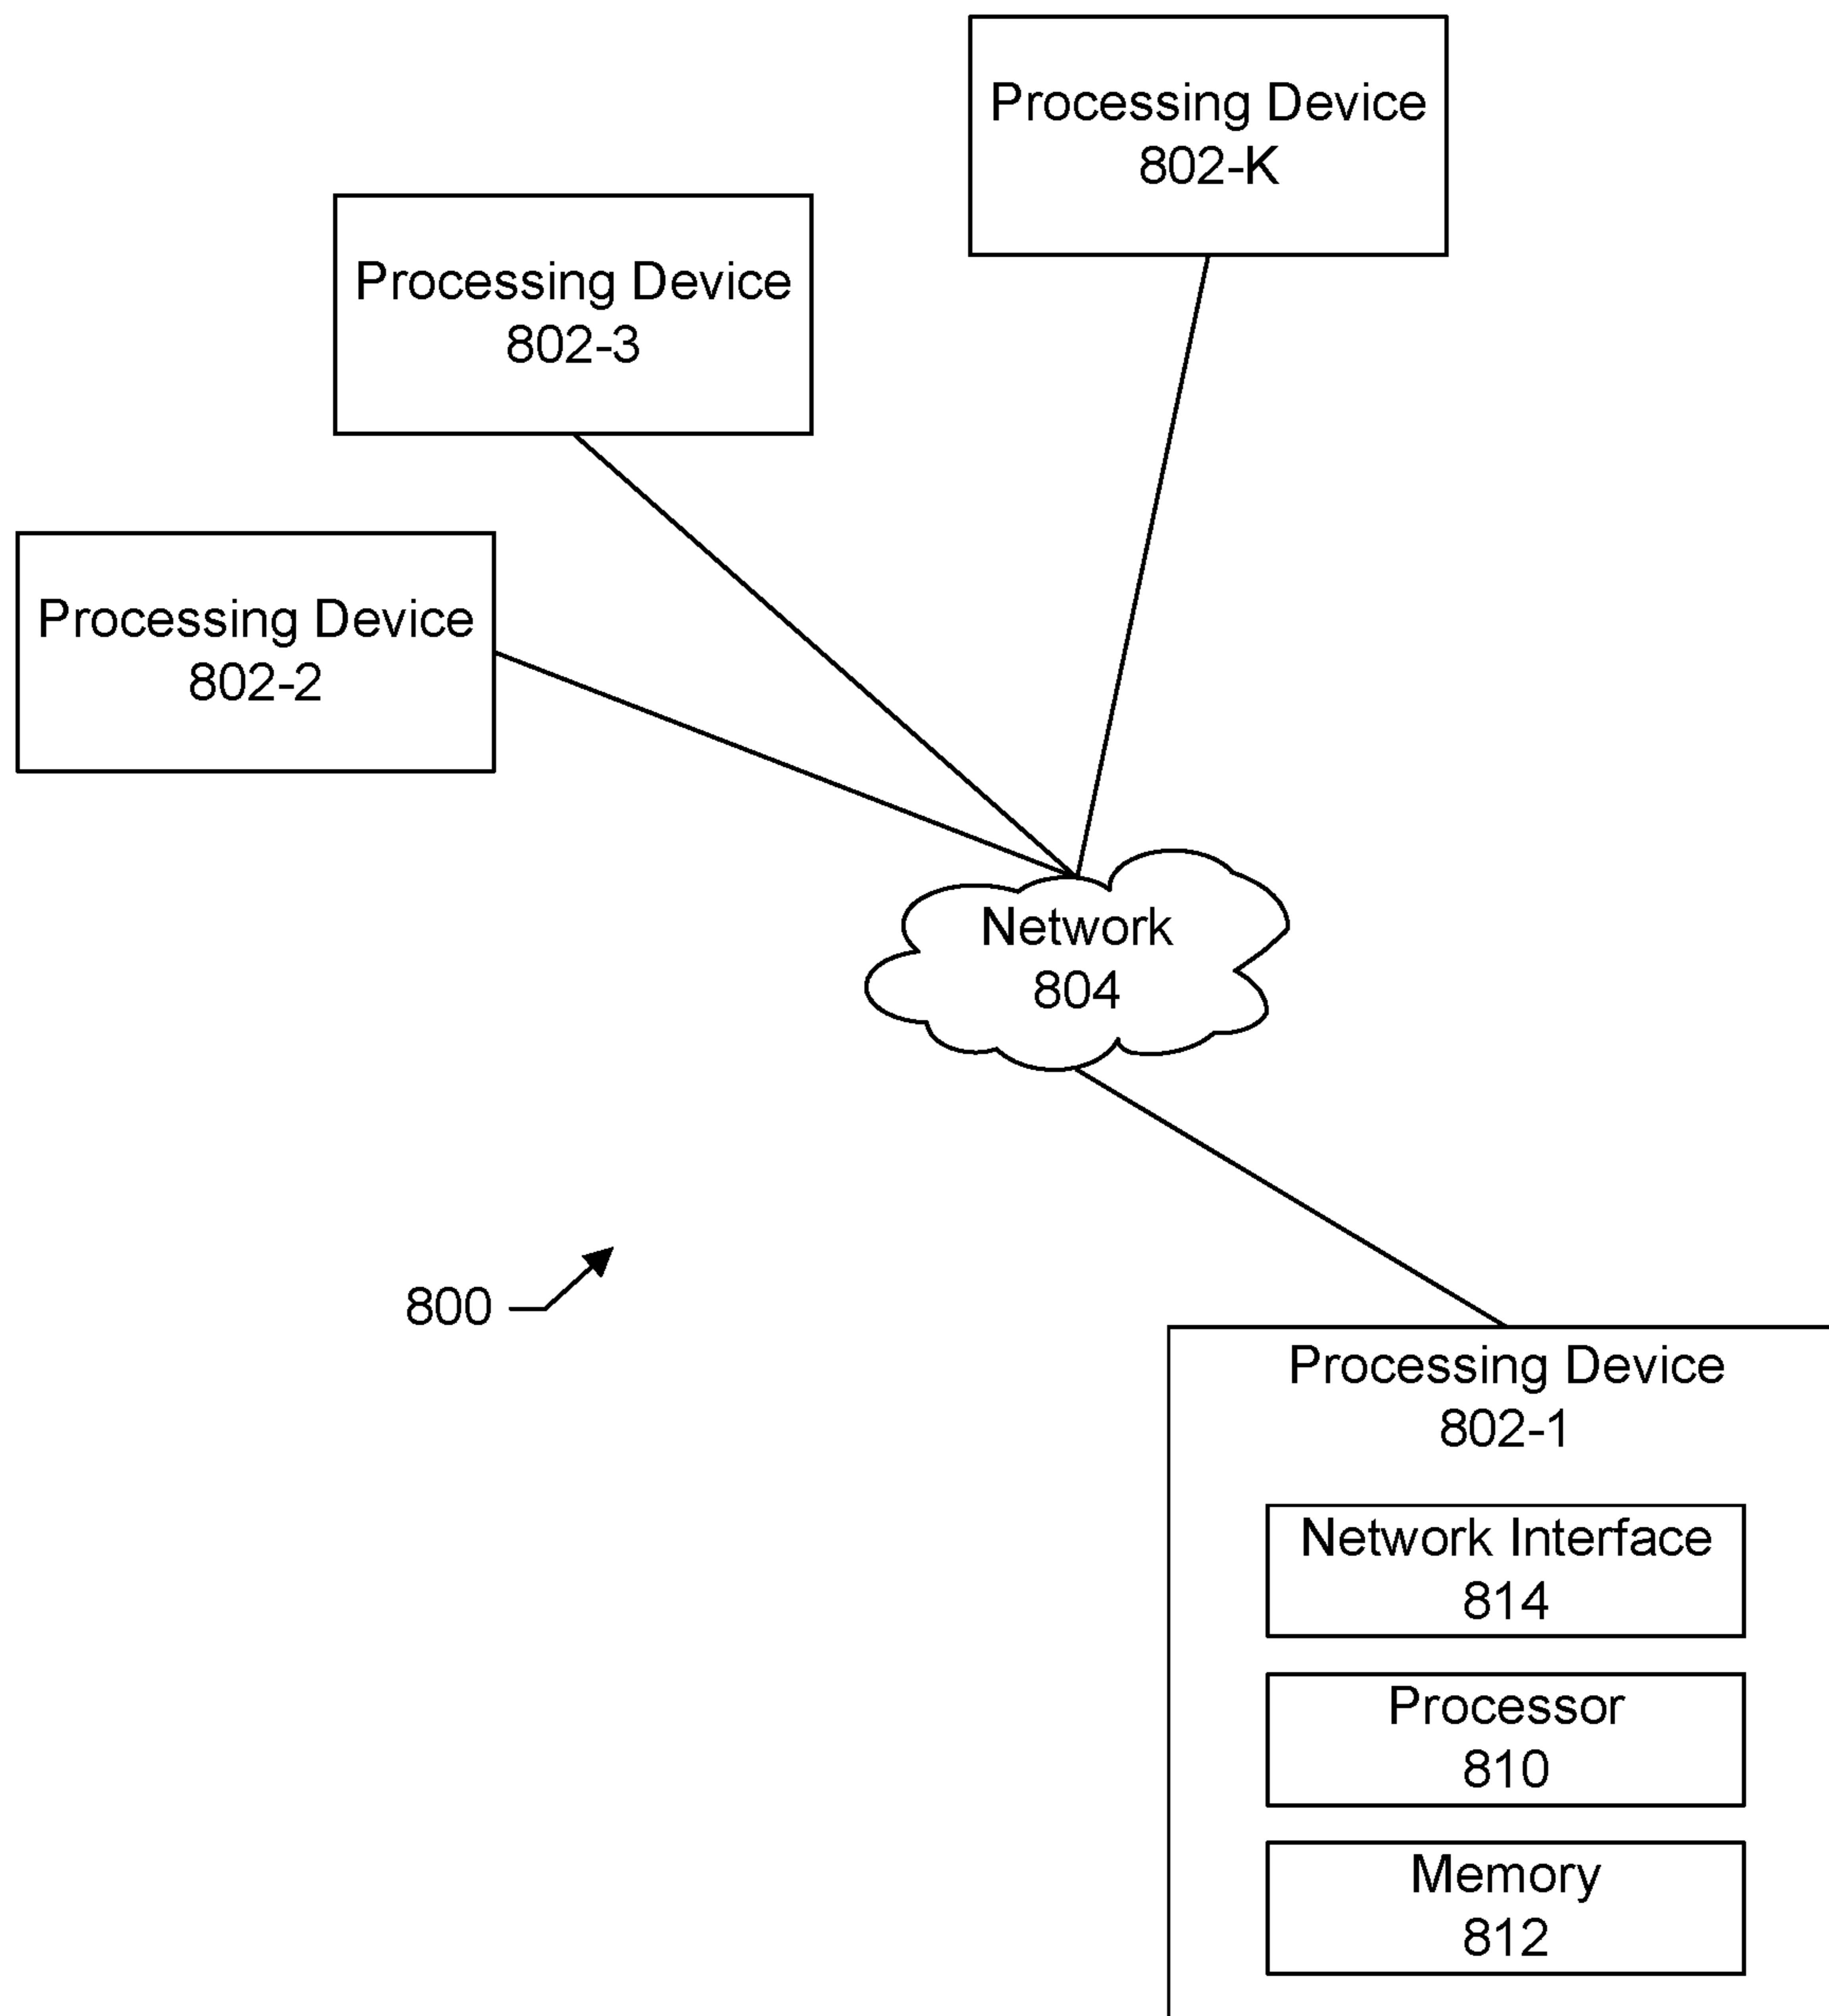 Processing Device
802-K
Processing Device
802-3
Processing Device
802-2
Network
804
800
Processing Device
802-1
Network Interface
814
Processor
810
Memory
812